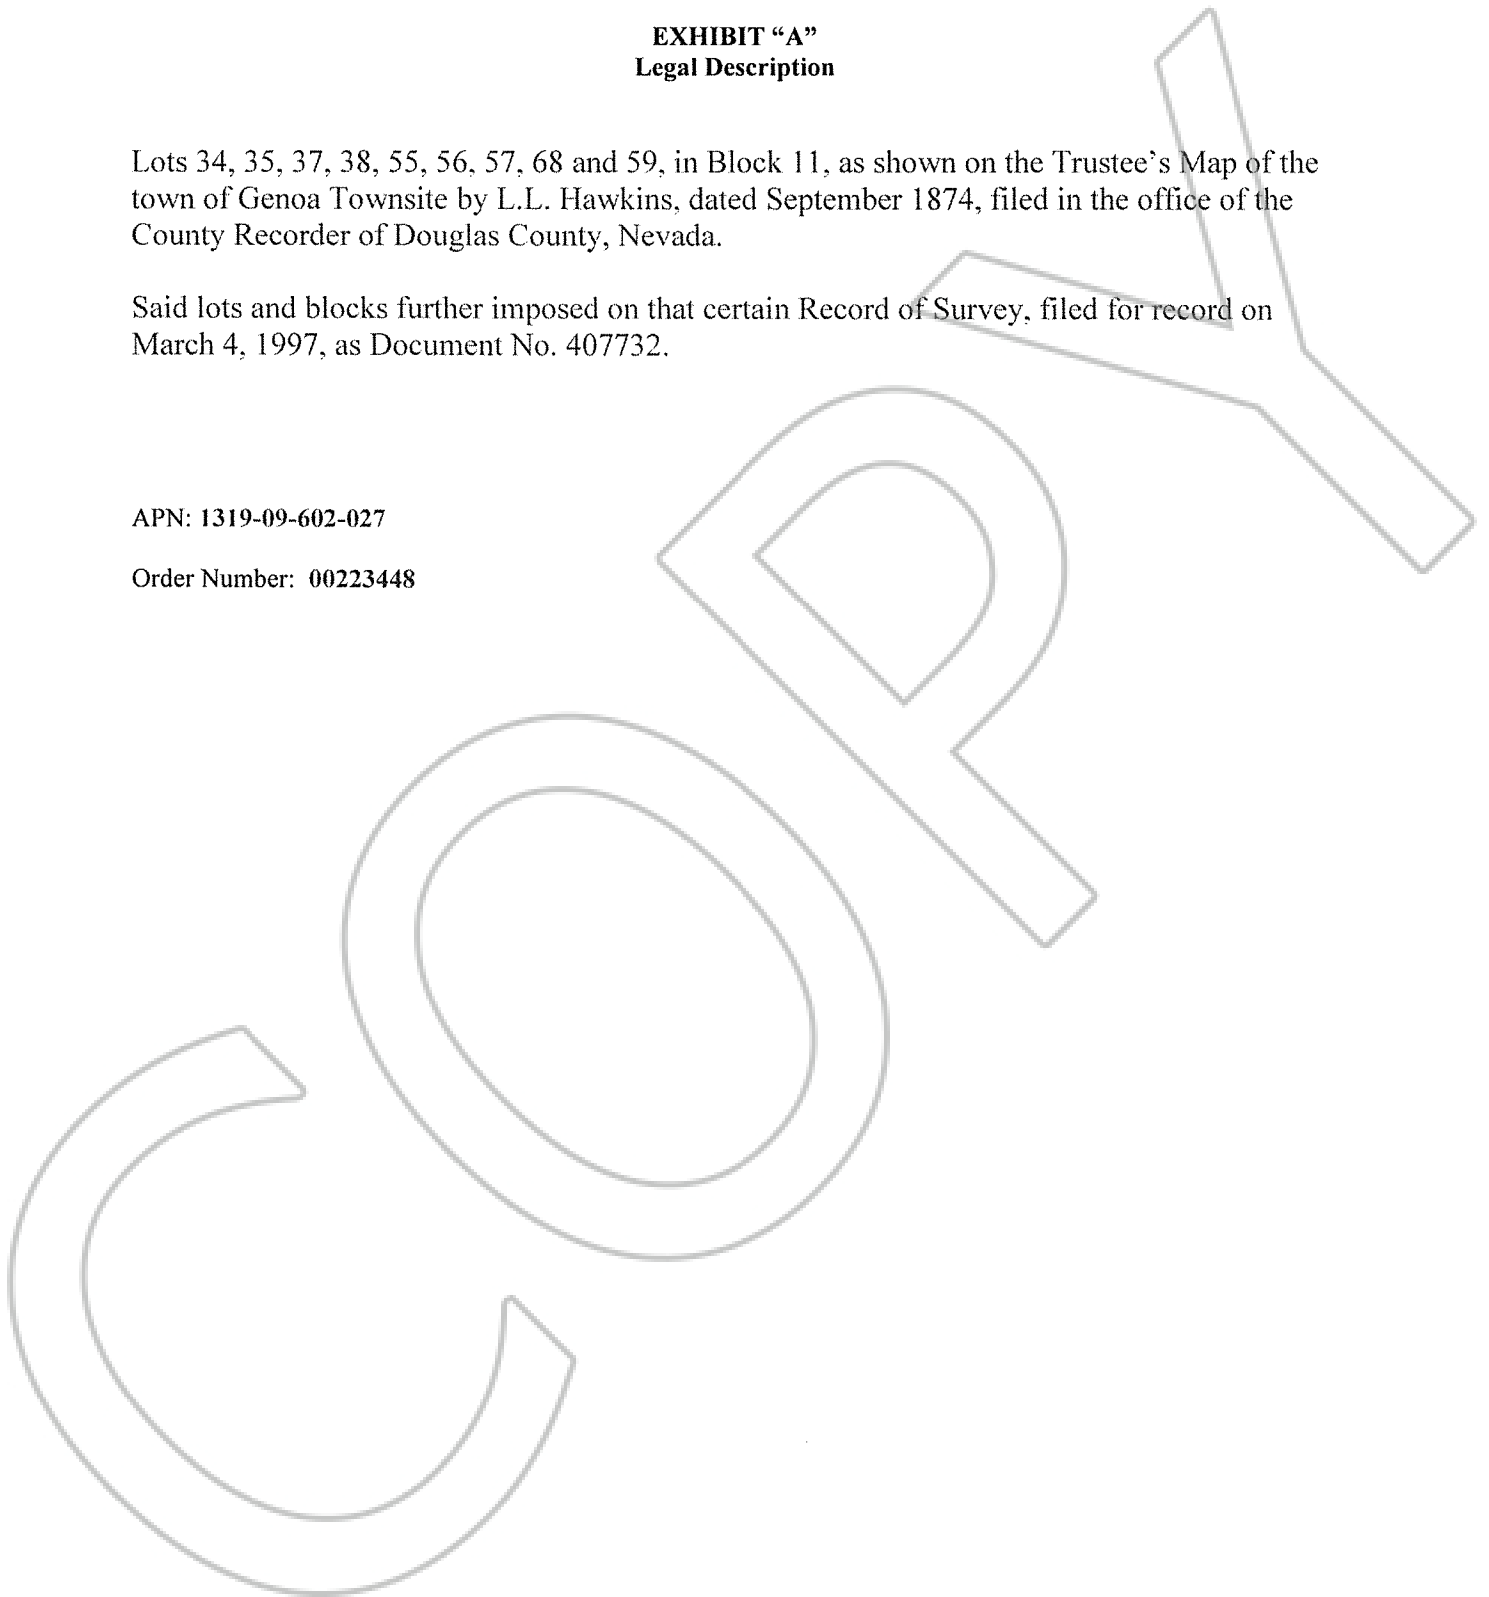 EXHIBIT “A”
Legal Description
Lots 34, 35, 37, 38, 55, 56, 57, 68 and 59, in Block 11, as shown on the Trustee’s Map of the
town of Genoa Townsite by L.L. Hawkins, dated September 1874, filed in the office of the
County Recorder of Douglas County, Nevada.
Said lots and blocks further imposed on that certain Record of Survey, filed for record on
March 4, 1997, as Document No. 407732.
APN: 1319-09-602-027
Order Number: 00223448
COPY